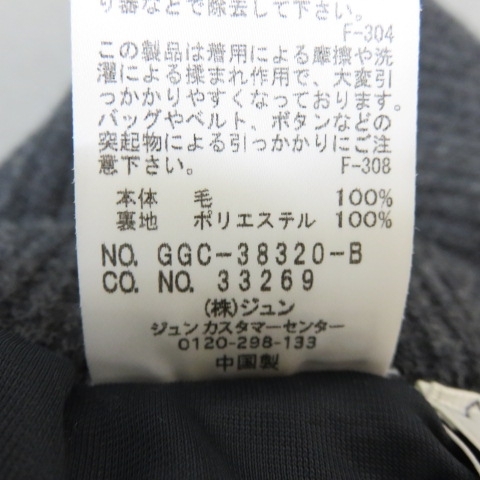 り器などで除去して下さい。
F-304
この製品は着用による摩擦や洗
濯による揉まれ作用で、大変引
っかかりやすくなっております。
バッグやベルト、ボタンなどの
突起物による引っかかりにご注
意下さい。 F-308
本体 毛 100%
裏地 ポリエステル 100%
NO. GGC-38320-B
CO. NO. 33269
(株)ジュン
ジュン カスタマーセンター
0120-298-133
中国製